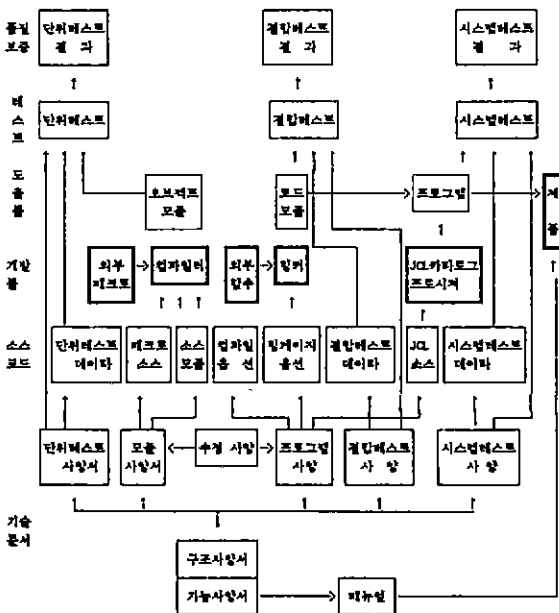 품질
보증
단위테스트
결 과
결합테스트
결 과
시스템테스트
결 과
테
스
트
단위테스트
결합테스트
시스템테스트
도
출
물
오브젝트
모듈
로드
모듈
프로그램
제
품
개발
물
외부
매크로
컴파일러
외부
함수
링커
JCL카타로그
프로시져
소스
코드
단위테스트
데이타
매크로
소스
소스
모듈
컴파일
옵 션
링케이지
옵션
결합테스트
데이타
JCL
소스
시스템테스트
데이타
단위테스트
사양서
모듈
사양서
수정 사양
프로그램
사양
결합테스트
사 양
시스템테스트
사 양
기술
문서
구조사양서
기능사양서
매뉴얼